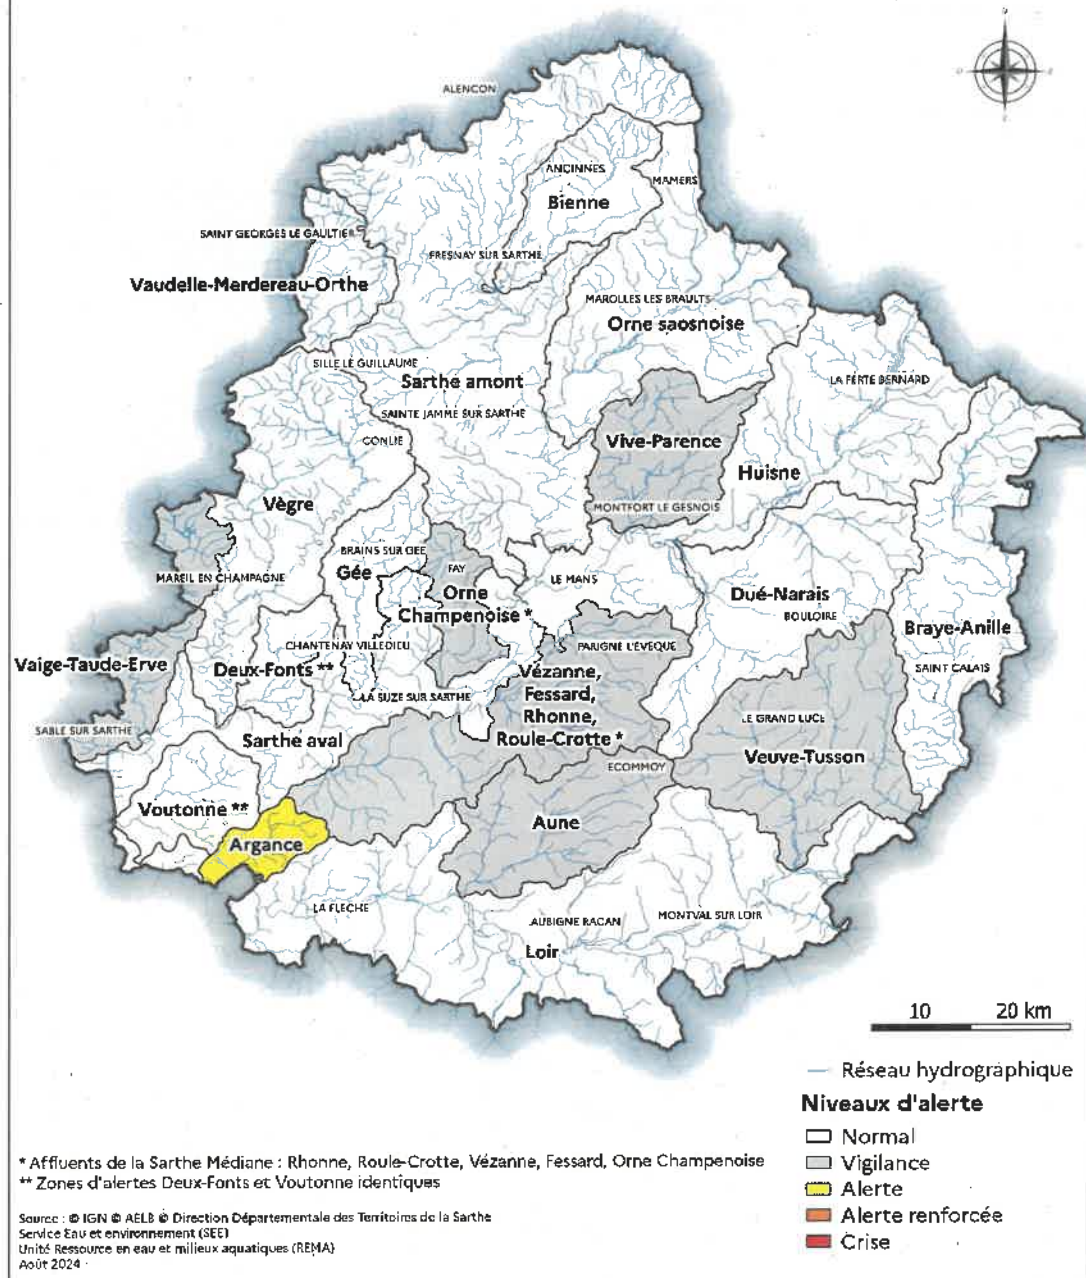 ALENCON
ANCINNES
MAMERS
Bienne
SAINT GEORGES LE GAULTIER
FRESNAY SUR SARTHE
Vaudelle-Merdereau-Orthe
MAROLLES LES BRAULTS
Orne saosnoise
SILLE LE GUILLAUME
Sarthe amont
LA FERTE BERNARD
SAINTE JAMME SUR SARTHE
CONLIE
Vive-Parence
Huisne
Vègre
MONTFORT LE GESNOIS
BRAINS SUR GEE
FAY
Gée
MAREIL EN CHAMPAGNE
LE MANS
Orne
Champenoise *
Dué-Narais
BOULOIRE
Braye-Anille
CHANTENAY VILLEDIEU
PARIGNE L'EVEQUE
Vaige-Taude-Erve
Deux-Fonts **
SAINT CALAIS
Vézanne,
Fessard,
Rhonne,
Roule-Crotte *
LA SUZE SUR SARTHE
LE GRAND LUCE
SABLE SUR SARTHE
Sarthe aval
Veuve-Tusson
ECOMMOY
Voutonne **
Aune
Argance
LA FLECHE
AUBIGNE RACAN
MONTVAL SUR LOIR
Loir
10 20 km
Réseau hydrographique
Niveaux d'alerte
Normal
Vigilance
Alerte
Alerte renforcée
Crise
* Affluents de la Sarthe Médiane : Rhonne, Roule-Crotte, Vézanne, Fessard, Orne Champenoise
** Zones d'alertes Deux-Fonts et Voutonne identiques
Source : © IGN © AELB © Direction Départementale des Territoires de la Sarthe
Service Eau et environnement (SEE)
Unité Ressource en eau et milieux aquatiques (REMA)
Août 2024